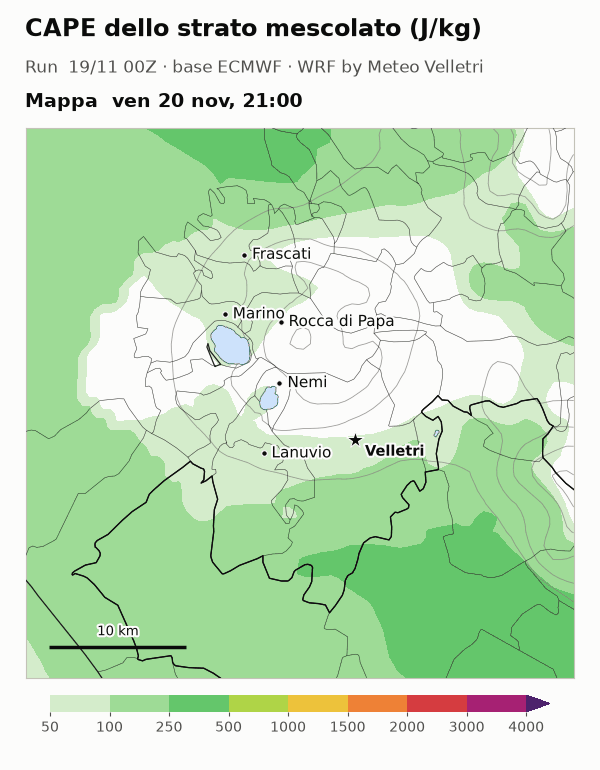 CAPE dello strato mescolato (J/kg)
Run  19/11 00Z · base ECMWF · WRF by Meteo Velletri
Mappa  ven 20 nov, 21:00
Frascati
Marino
Rocca di Papa
Nemi
Velletri
Lanuvio
10 km
50 100 250 500 1000 1500 2000 3000 4000